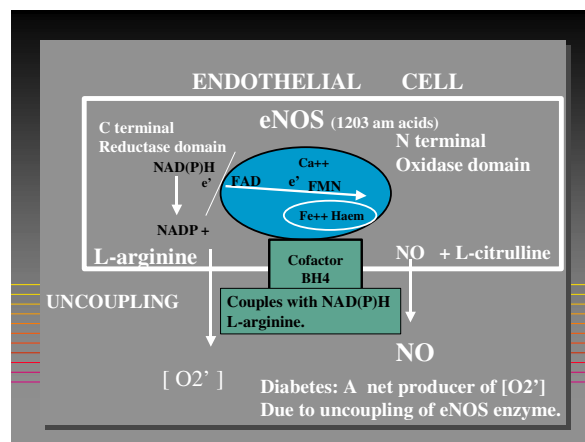 ENDOTHELIAL CELL
eNOS (1203 am acids)
C terminal
Reductase domain
N terminal
Oxidase domain
NAD(P)H
e'
FAD
Ca++
e'
FMN
Fe++ Haem
NADP +
L-arginine
Cofactor
BH4
NO + L-citrulline
UNCOUPLING
Couples with NAD(P)H
L-arginine.
NO
[ O2' ]
Diabetes: A net producer of [O2']
Due to uncoupling of eNOS enzyme.